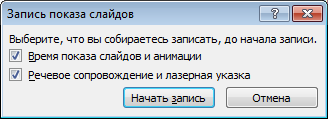 Запись показа слайдов
Выберите, что вы собираетесь записать, до начала записи.
Время показа слайдов и анимации
Речевое сопровождение и лазерная указка
Начать запись
Отмена